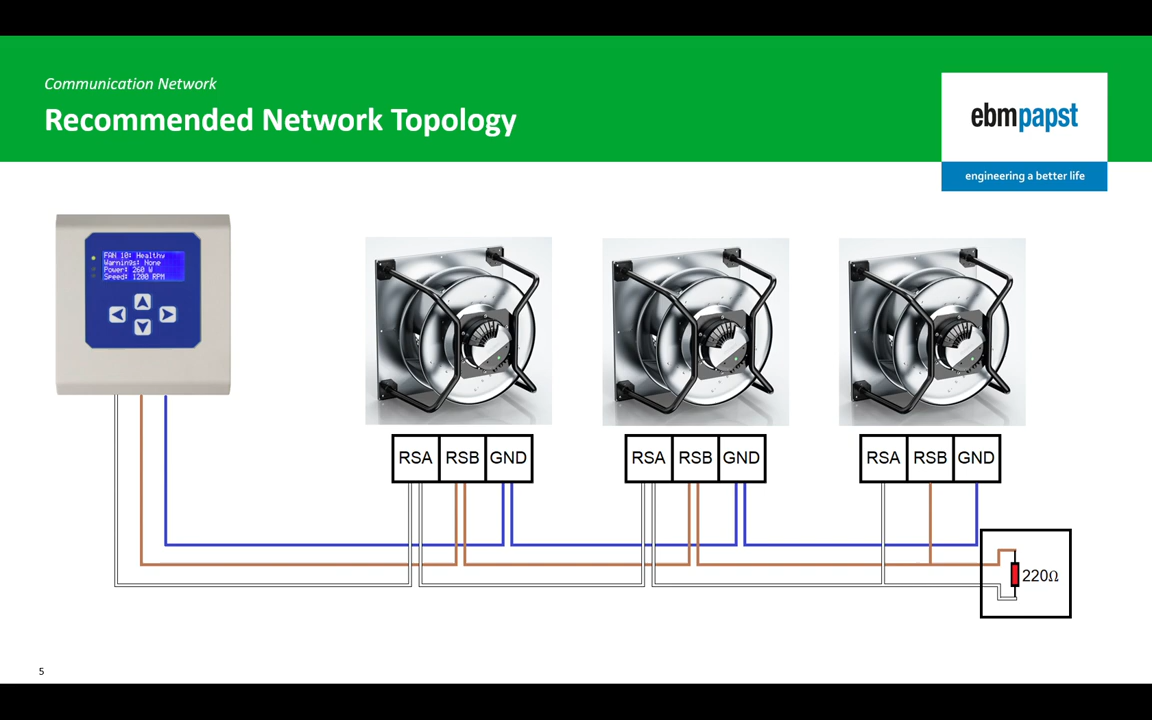 Communication Network
Recommended Network Topology
ebmpapst
engineering a better life
FAN 10: Healthy
Warnings: None
Power: 260 W
Speed: 1200 RPM
RSA RSB GND
RSA RSB GND
RSA RSB GND
220Ω
5